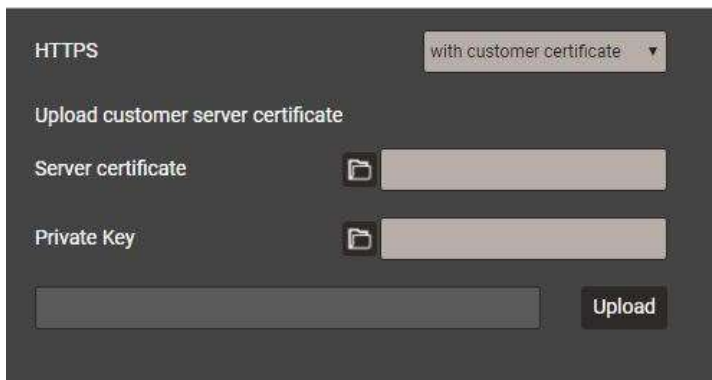 HTTPS
with customer certificate
Upload customer server certificate
Server certificate
Private Key
Upload